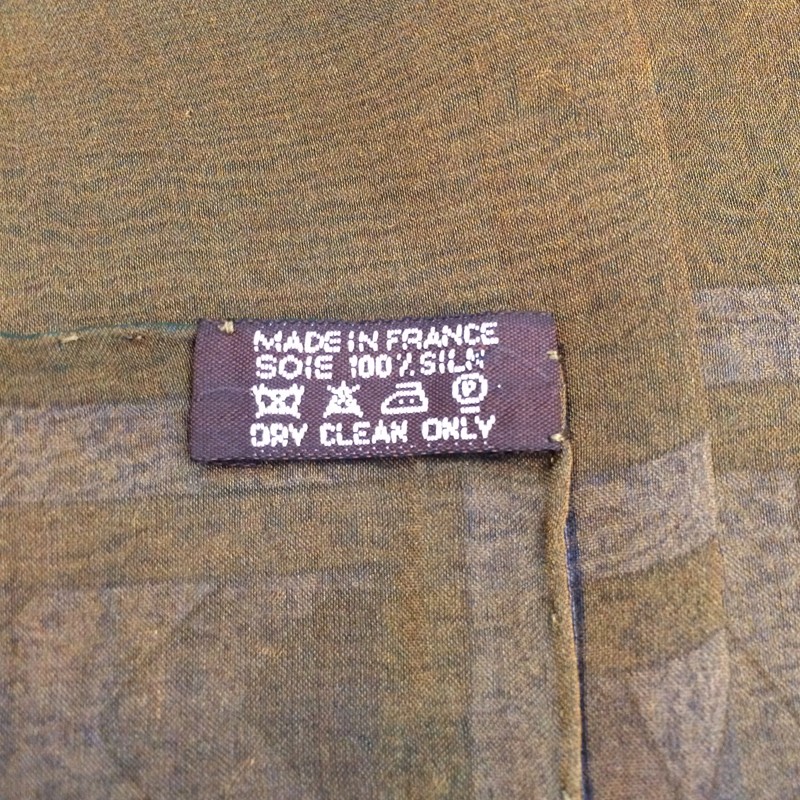 MADE IN FRANCE
SOIE 100% SILK
P
DRY CLEAN ONLY